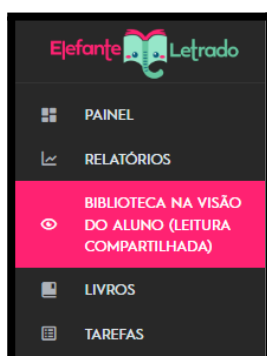 Elefante Letrado
PAINEL
RELATÓRIOS
BIBLIOTECA NA VISÃO
DO ALUNO (LEITURA
COMPARTILHADA)
LIVROS
TAREFAS